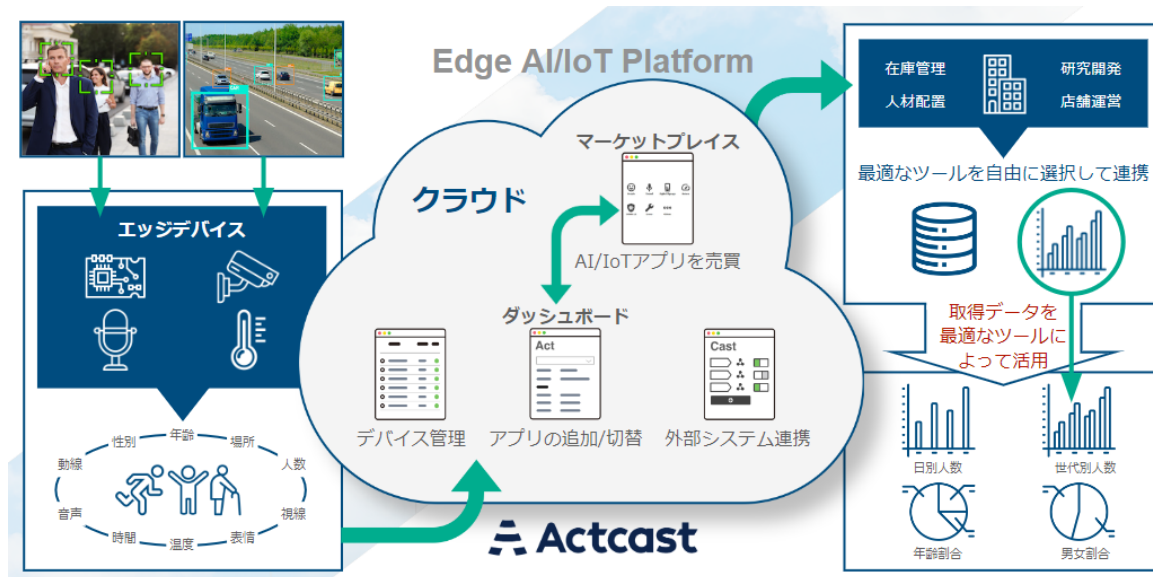 Edge AI/IoT Platform
エッジデバイス
年齢
性別
場所
動線
人数
音声
視線
時間
温度
表情
クラウド
マーケットプレイス
AI/IoTアプリを売買
ダッシュボード
Act
Cast
デバイス管理
アプリの追加/切替
外部システム連携
Actcast
在庫管理
研究開発
人材配置
店舗運営
最適なツールを自由に選択して連携
取得データを
最適なツールに
よって活用
日別人数
世代別人数
年齢割合
男女割合